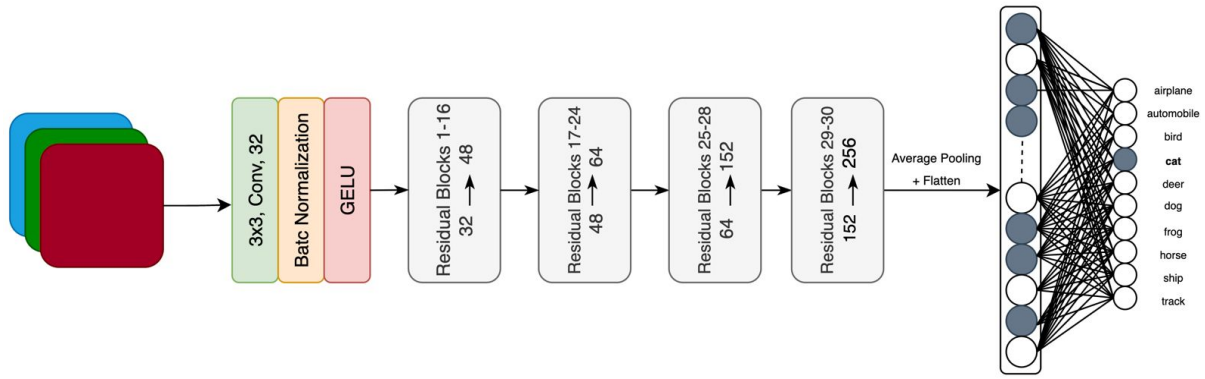 3x3, Conv, 32
Batc Normalization
GELU
Residual Blocks 1-16
32 → 48
Residual Blocks 17-24
48 → 64
Residual Blocks 25-28
64 → 152
Residual Blocks 29-30
152 → 256
Average Pooling
+ Flatten
airplane
automobile
bird
cat
deer
dog
frog
horse
ship
track